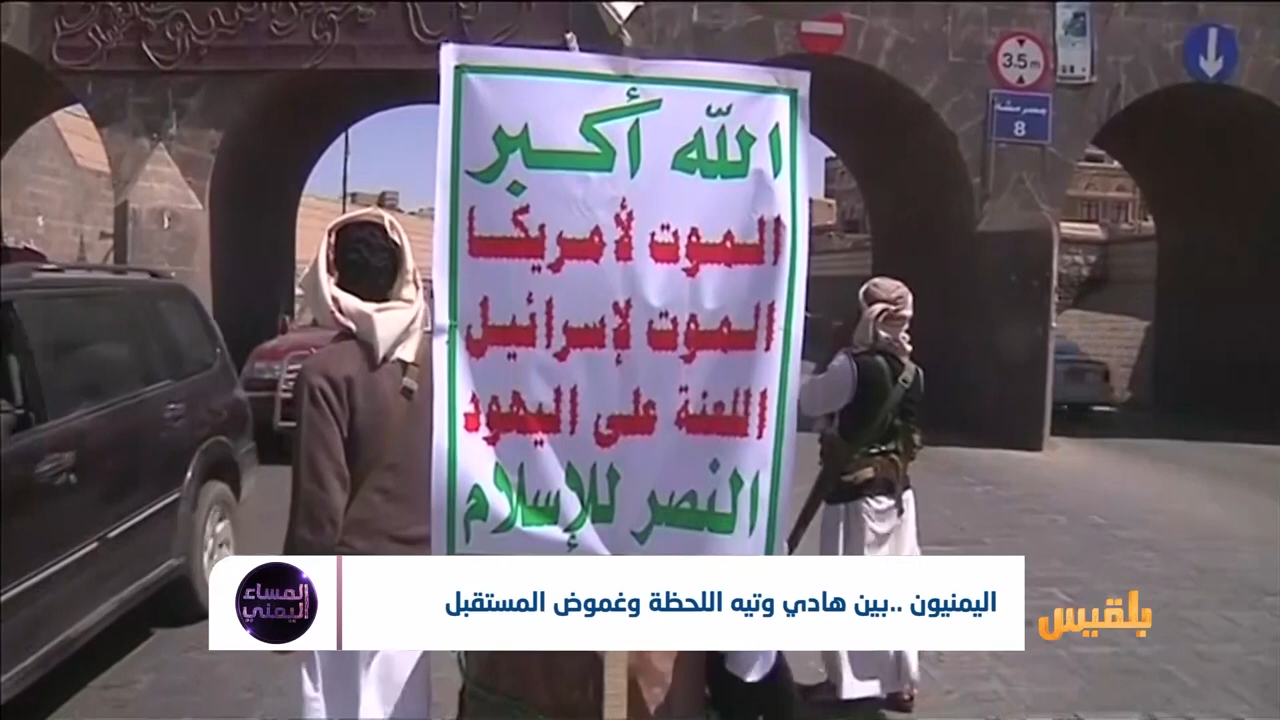 3.5m
8
الله أكبر
الموت لأمريكا
الموت لإسرائيل
اللعنة على اليهود
النصر للإسلام
المساء
اليمني
اليمنيون ..بين هادي وتيه اللحظة وغموض المستقبل
بلقيس